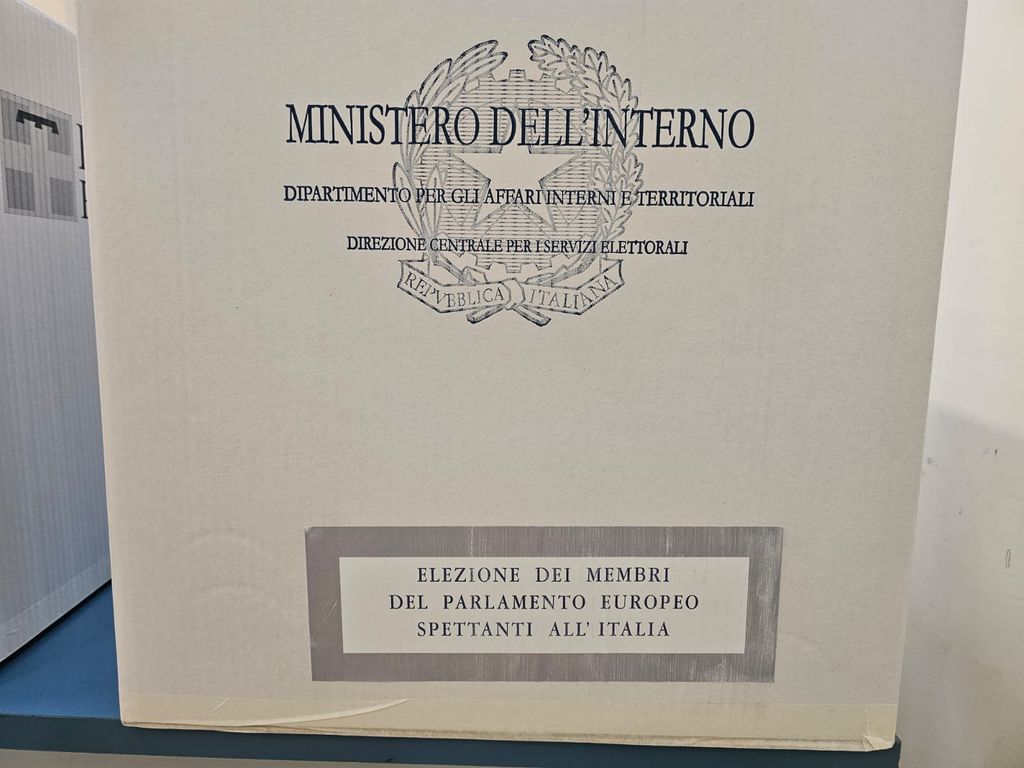 MINISTERO DELL'INTERNO
DIPARTIMENTO PER GLI AFFARI INTERNI E TERRITORIALI
DIREZIONE CENTRALE PER I SERVIZI ELETTORALI
REPVBBLICA ITALIANA
ELEZIONE DEI MEMBRI
DEL PARLAMENTO EUROPEO
SPETTANTI ALL' ITALIA